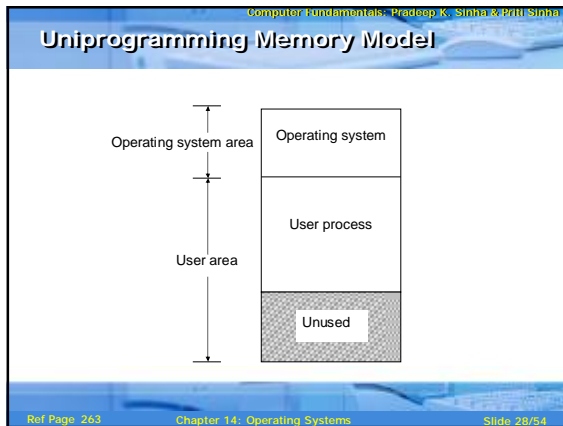 Computer Fundamentals: Pradeep K. Sinha & Priti Sinha
Uniprogramming Memory Model
Operating system
Operating system area
User process
User area
Unused
Ref Page 263 Chapter 14: Operating Systems Slide 28/54